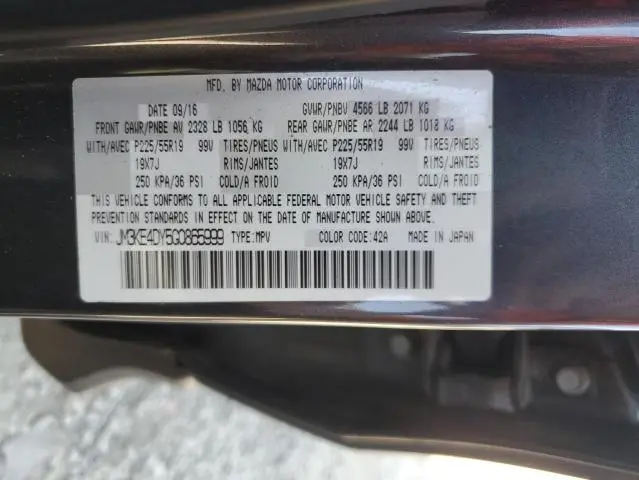 MFD. BY MAZDA MOTOR CORPORATION
DATE 09/16 GVWR/PNBV 4566 LB 2071 KG
FRONT GAWR/PNBE AV 2328 LB 1056 KG REAR GAWR/PNBE AR 2244 LB 1018 KG
WITH/AVEC P225/55R19 99V TIRES/PNEUS WITH/AVEC P225/55R19 99V TIRES/PNEUS
19X7J RIMS/JANTES 19X7J RIMS/JANTES
250 KPA/36 PSI COLD/A FROID 250 KPA/36 PSI COLD/A FROID
THIS VEHICLE CONFORMS TO ALL APPLICABLE FEDERAL MOTOR VEHICLE SAFETY AND THEFT
PREVENTION STANDARDS IN EFFECT ON THE DATE OF MANUFACTURE SHOWN ABOVE.
VIN: JM3KE4DY5G0865999 TYPE:MPV COLOR CODE:42A MADE IN JAPAN